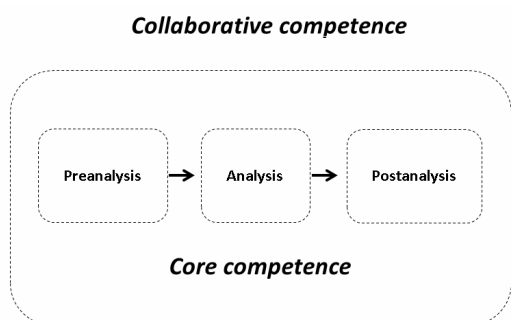 Collaborative competence
Preanalysis
Analysis
Postanalysis
Core competence